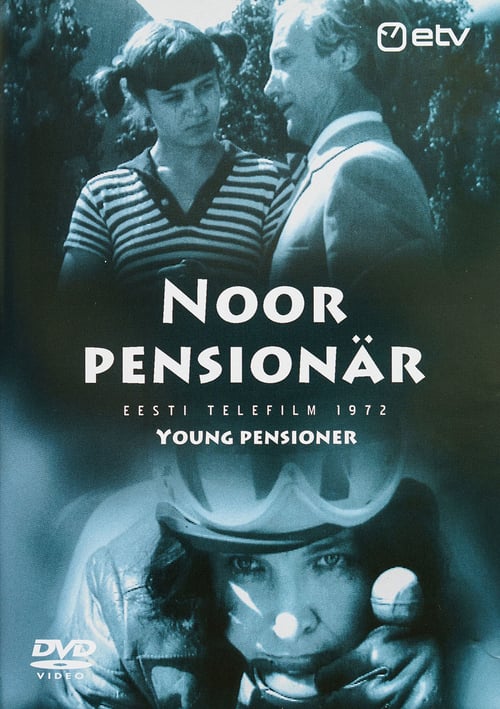 etv
NOOR
PENSIONÄR
EESTI TELEFILM 1972
YOUNG PENSIONER
DVD
VIDEO